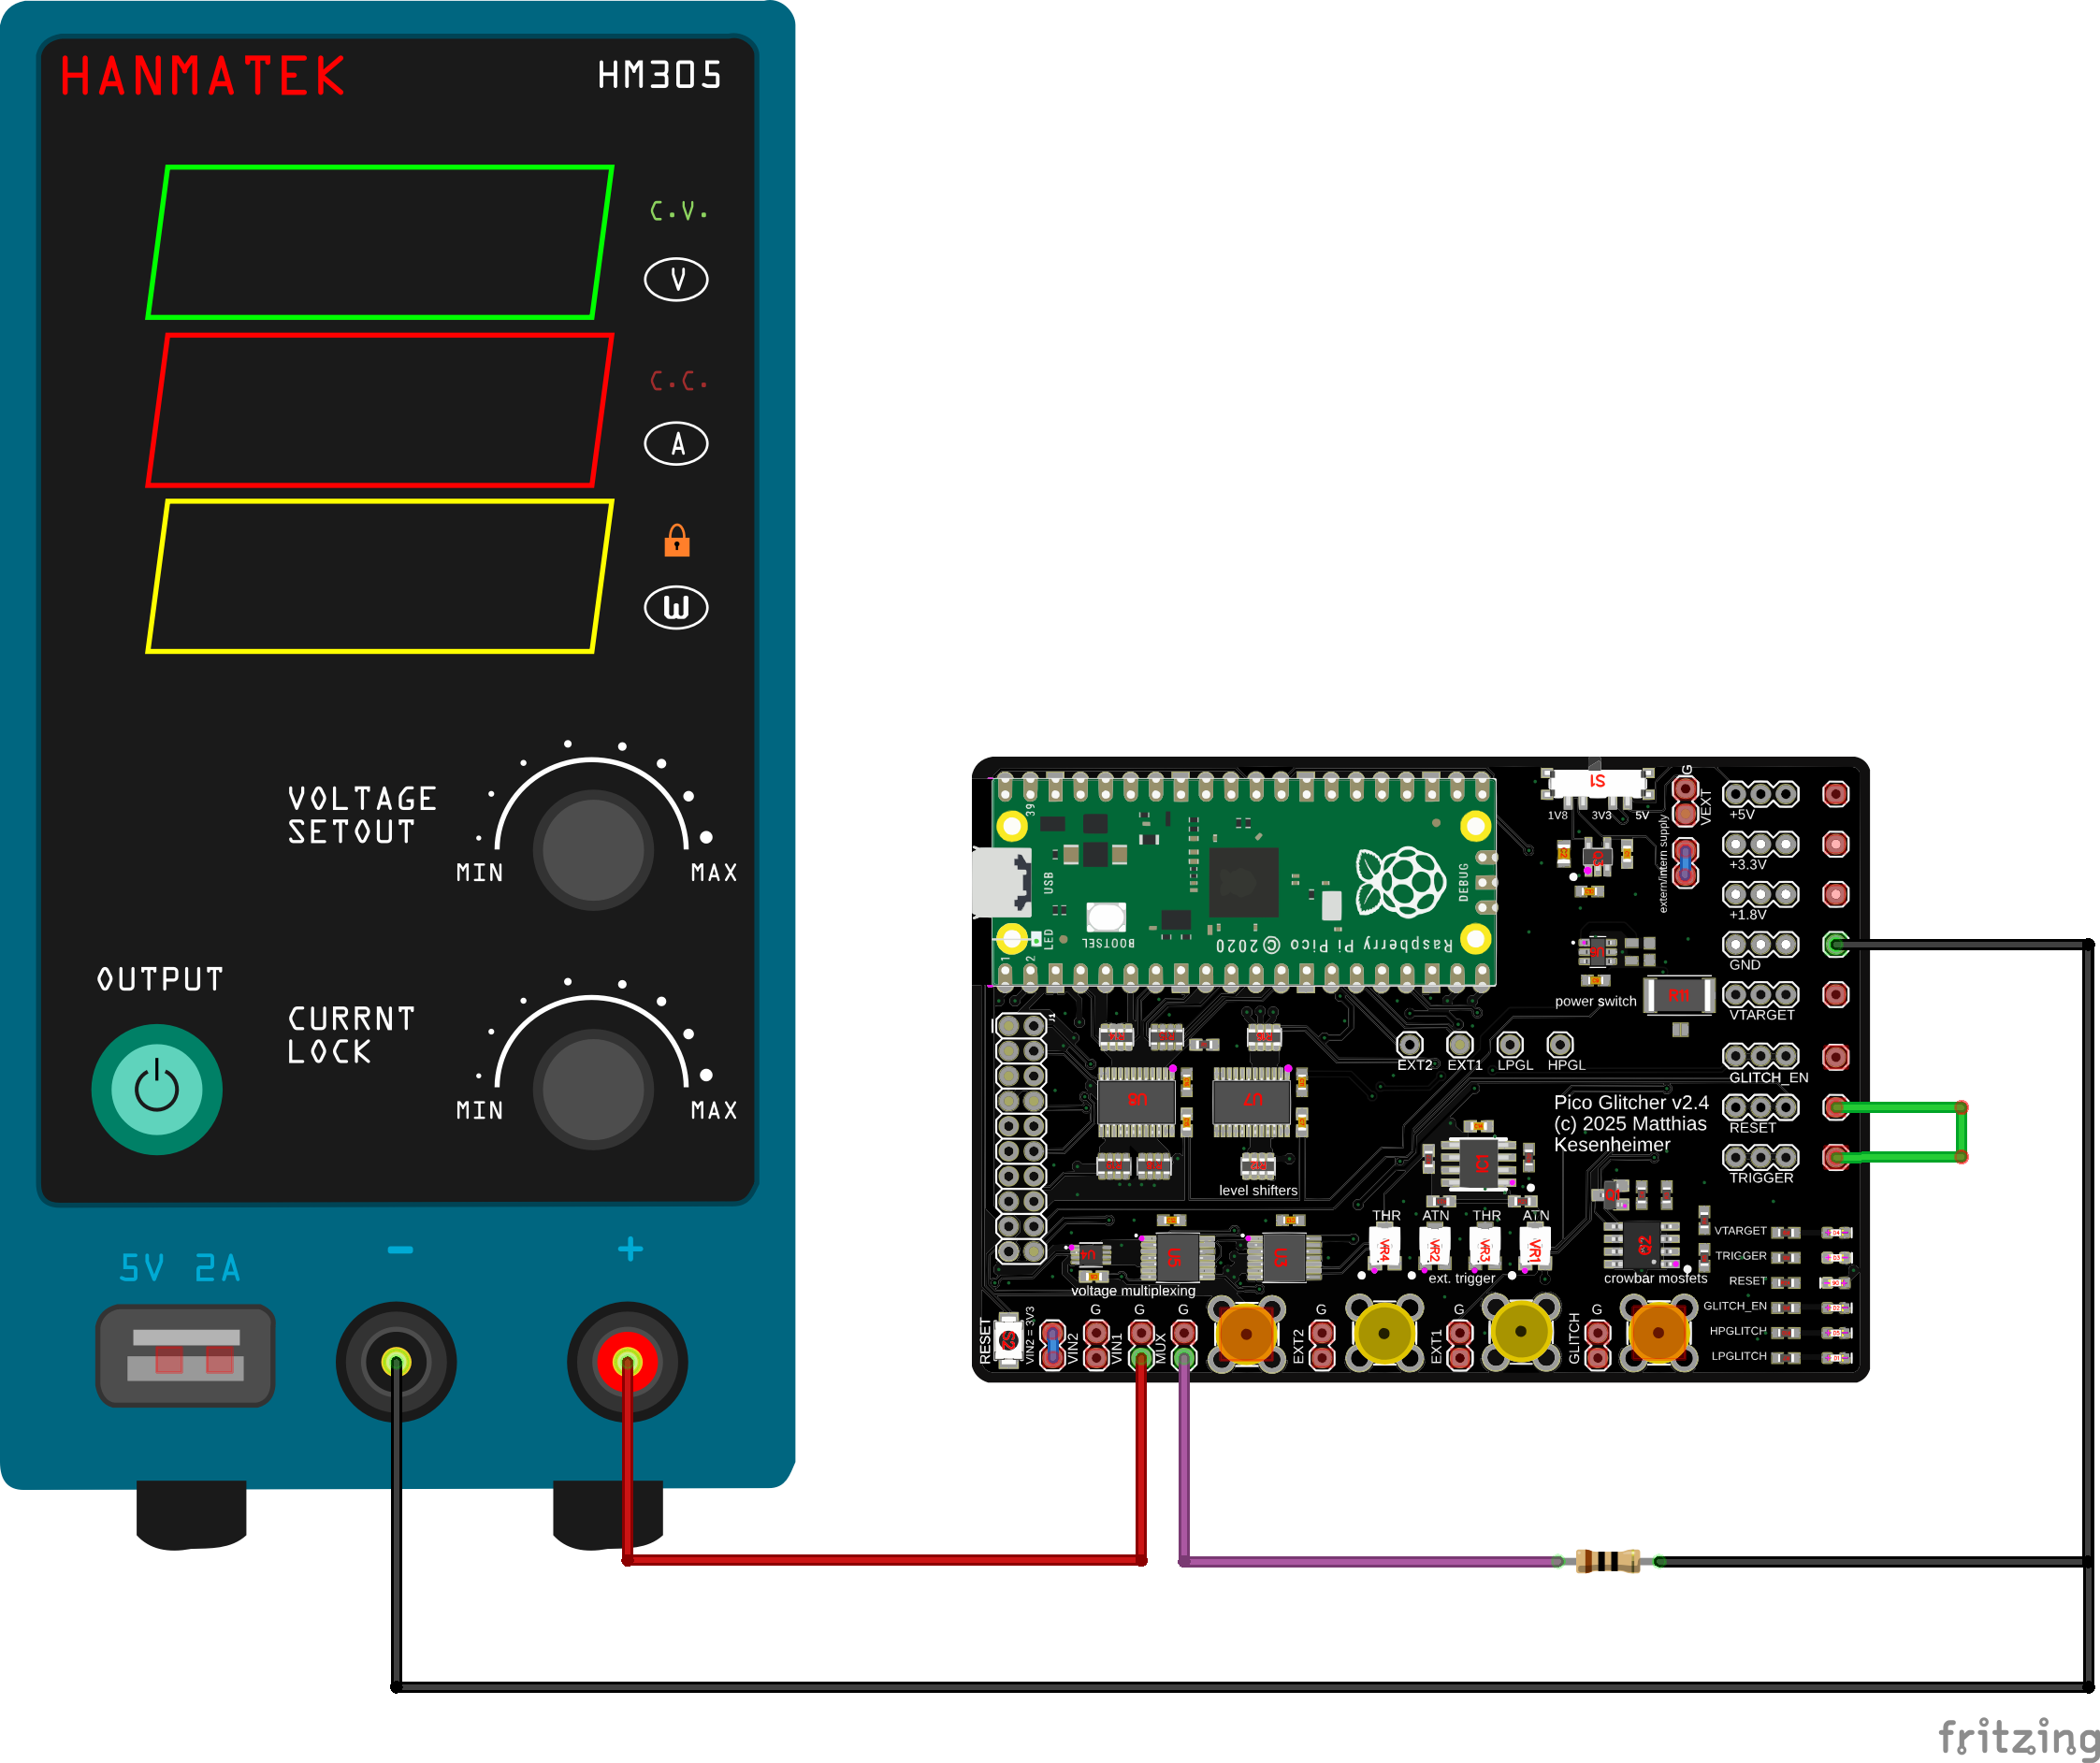 HANMATEK
HM305
C.V.
V
C.C.
A
W
VOLTAGE
SETOUT
MIN
MAX
OUTPUT
CURRNT
LOCK
MIN
MAX
5V 2A
-
+
39
USB
BOOTSEL
LED
1
2
Raspberry Pi Pico © 2020
DEBUG
S1
1V8
3V3
5V
G
VEXT
extern/intern supply
+5V
+3.3V
+1.8V
GND
VTARGET
GLITCH_EN
RESET
TRIGGER
power switch
R11
EXT2
EXT1
LPGL
HPGL
Pico Glitcher v2.4
(c) 2025 Matthias
Kesenheimer
J1
U8
U7
level shifters
THR
ATN
THR
ATN
VR4
VR2
VR3
VR1
ext. trigger
Q2
crowbar mosfets
U4
U5
U3
voltage multiplexing
VTARGET
TRIGGER
RESET
GLITCH_EN
HPGLITCH
LPGLITCH
RESET
VIN2 = 3V3
VIN2
G
VIN1
G
MUX
G
EXT2
G
EXT1
G
GLITCH
G
fritzing